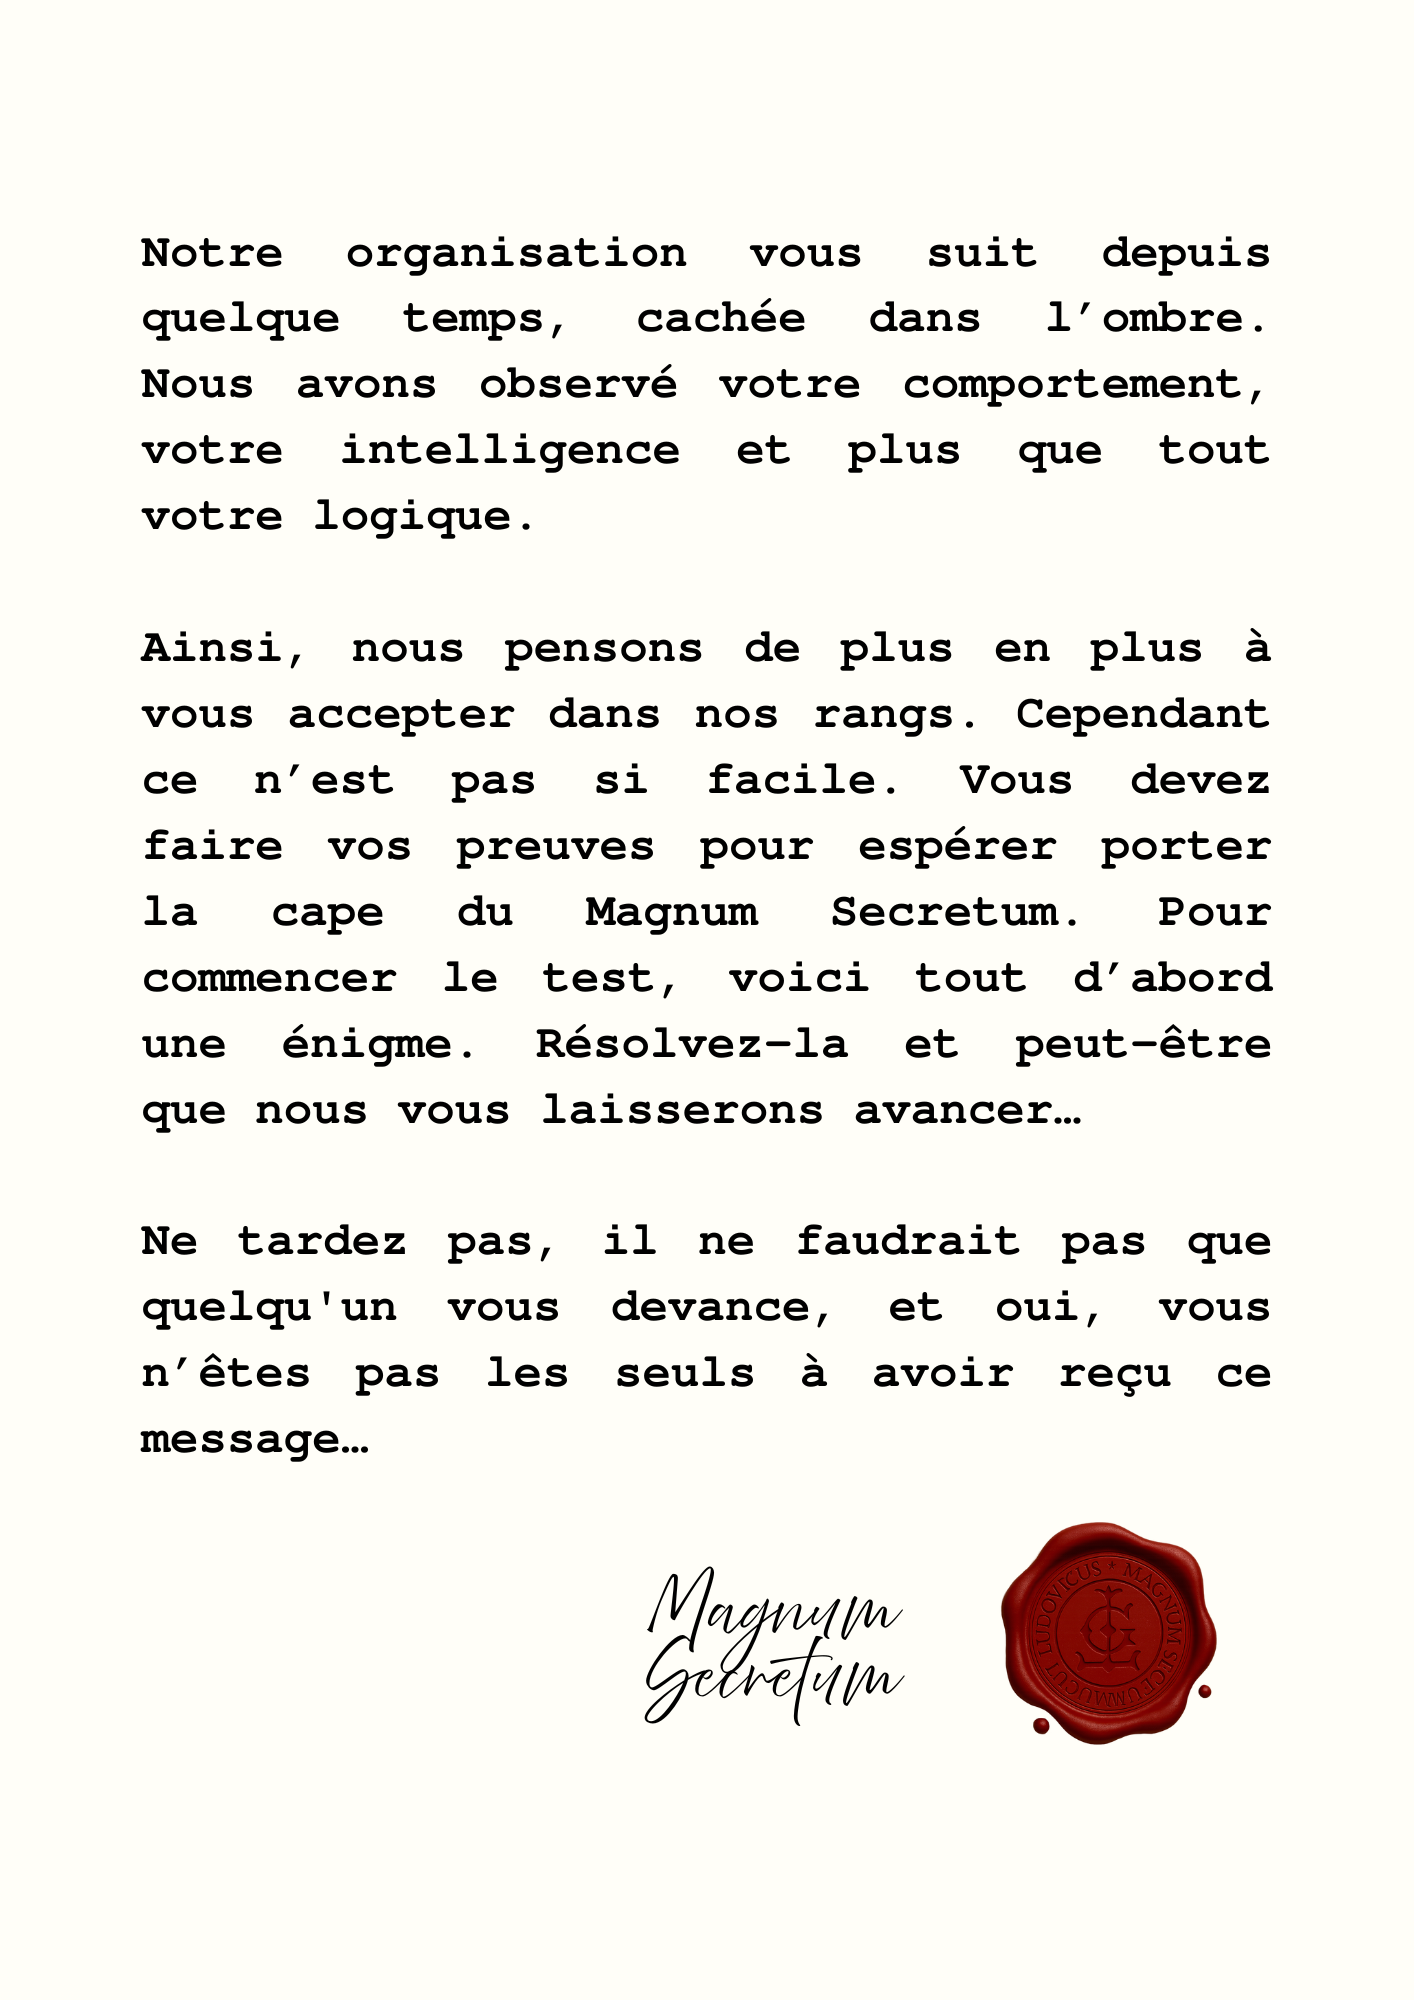 Notre organisation vous suit depuis
quelque temps, cachée dans l’ombre.
Nous avons observé votre comportement,
votre intelligence et plus que tout
votre logique.
Ainsi, nous pensons de plus en plus à
vous accepter dans nos rangs. Cependant
ce n’est pas si facile. Vous devez
faire vos preuves pour espérer porter
la cape du Magnum Secretum. Pour
commencer le test, voici tout d’abord
une énigme. Résolvez-la et peut-être
que nous vous laisserons avancer…
Ne tardez pas, il ne faudrait pas que
quelqu'un vous devance, et oui, vous
n’êtes pas les seuls à avoir reçu ce
message…
Magnum
Secretum
LUDOVICUS * MAGNUM